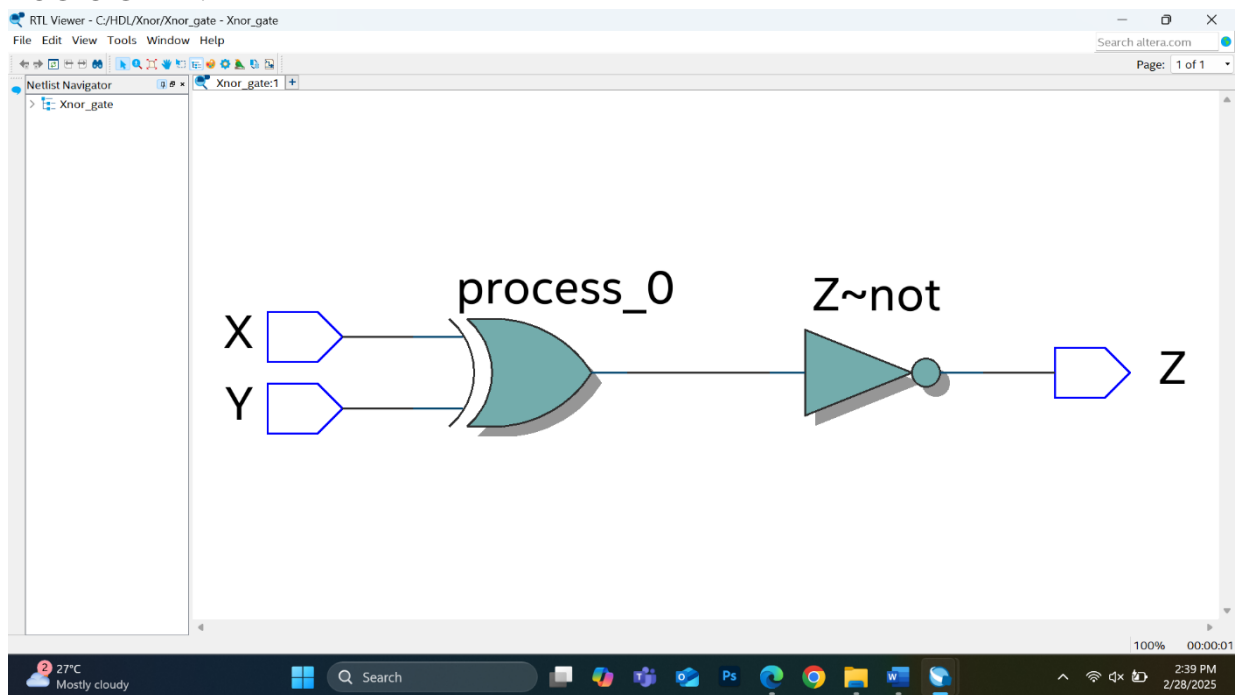 RTL Viewer - C:/HDL/Xnor/Xnor_gate - Xnor_gate
File Edit View Tools Window Help
Search altera.com
Page: 1 of 1
Netlist Navigator
Xnor_gate:1
Xnor_gate
process_0
Z~not
X
Y
Z
100% 00:00:01
2
27°C
Mostly cloudy
Search
Ps
2:39 PM
2/28/2025